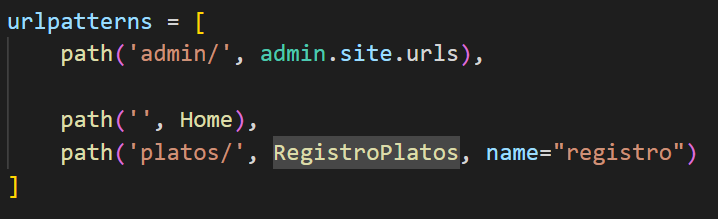 urlpatterns = [
path('admin/', admin.site.urls),
path('', Home),
path('platos/', RegistroPlatos, name="registro")
]